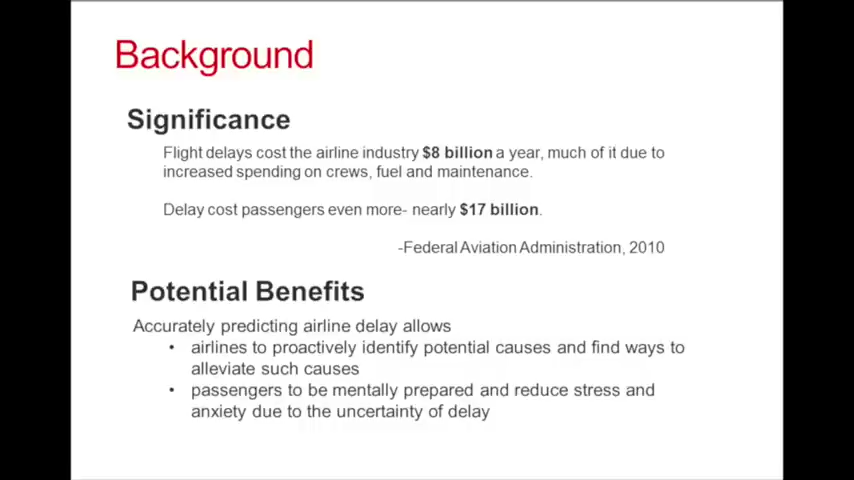 Background
Significance
Flight delays cost the airline industry $8 billion a year, much of it due to
increased spending on crews, fuel and maintenance.
Delay cost passengers even more- nearly $17 billion.
-Federal Aviation Administration, 2010
Potential Benefits
Accurately predicting airline delay allows
• airlines to proactively identify potential causes and find ways to
alleviate such causes
• passengers to be mentally prepared and reduce stress and
anxiety due to the uncertainty of delay